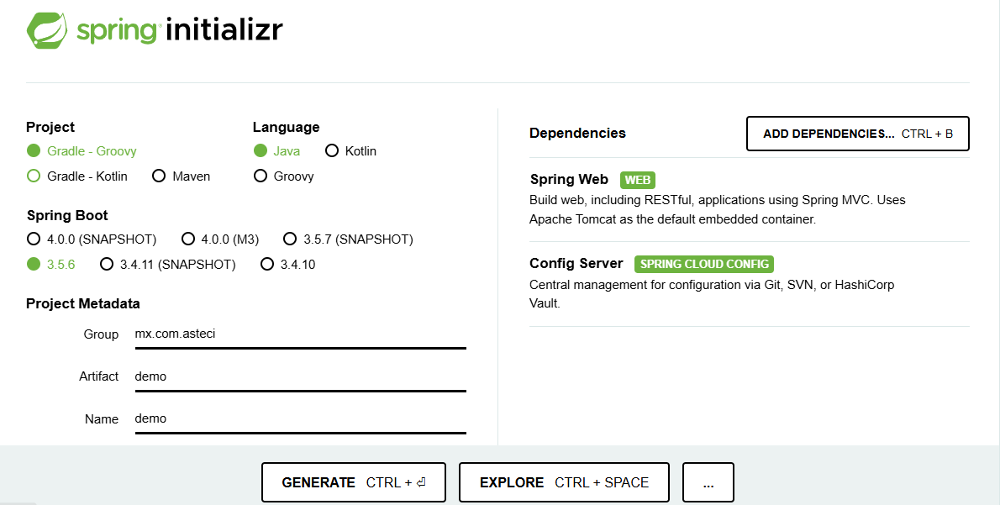 spring initializr
Project
Gradle - Groovy
Gradle - Kotlin Maven
Language
Java Kotlin
Groovy
Spring Boot
4.0.0 (SNAPSHOT) 4.0.0 (M3) 3.5.7 (SNAPSHOT)
3.5.6 3.4.11 (SNAPSHOT) 3.4.10
Project Metadata
Group mx.com.asteci
Artifact demo
Name demo
Dependencies
ADD DEPENDENCIES... CTRL + B
Spring Web WEB
Build web, including RESTful, applications using Spring MVC. Uses
Apache Tomcat as the default embedded container.
Config Server SPRING CLOUD CONFIG
Central management for configuration via Git, SVN, or HashiCorp
Vault.
GENERATE CTRL + ⏎ EXPLORE CTRL + SPACE ...